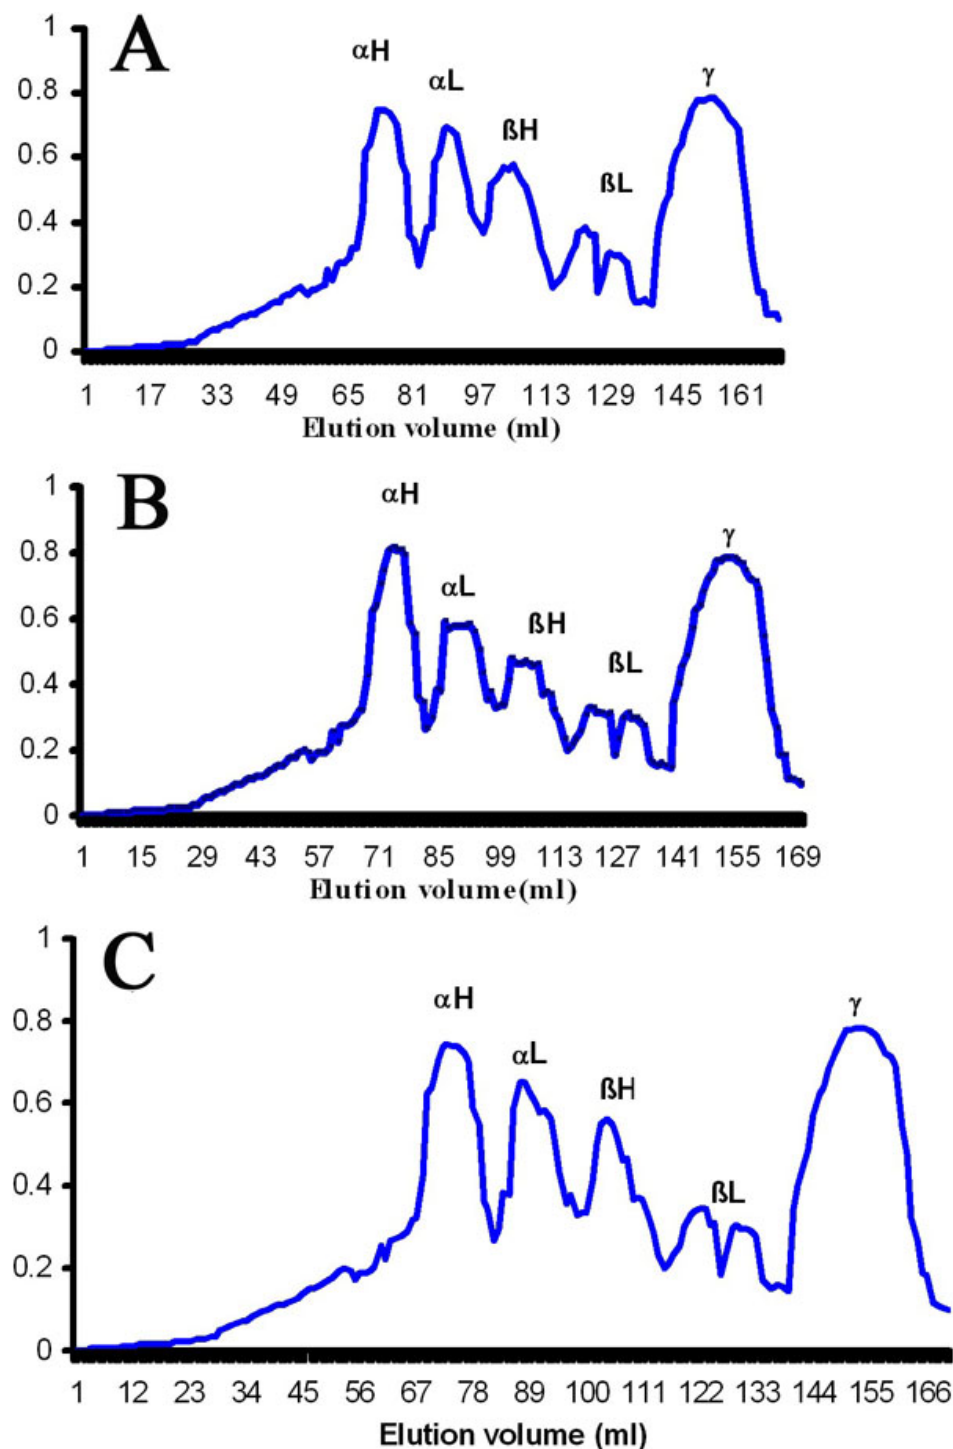 A
αH
αL
ßH
ßL
γ
1
0.8
0.6
0.4
0.2
0
1 17 33 49 65 81 97 113 129 145 161
Elution volume (ml)
B
αH
αL
ßH
ßL
γ
1
0.8
0.6
0.4
0.2
0
1 15 29 43 57 71 85 99 113 127 141 155 169
Elution volume(ml)
C
αH
αL
ßH
ßL
γ
1
0.8
0.6
0.4
0.2
0
1 12 23 34 45 56 67 78 89 100 111 122 133 144 155 166
Elution volume (ml)